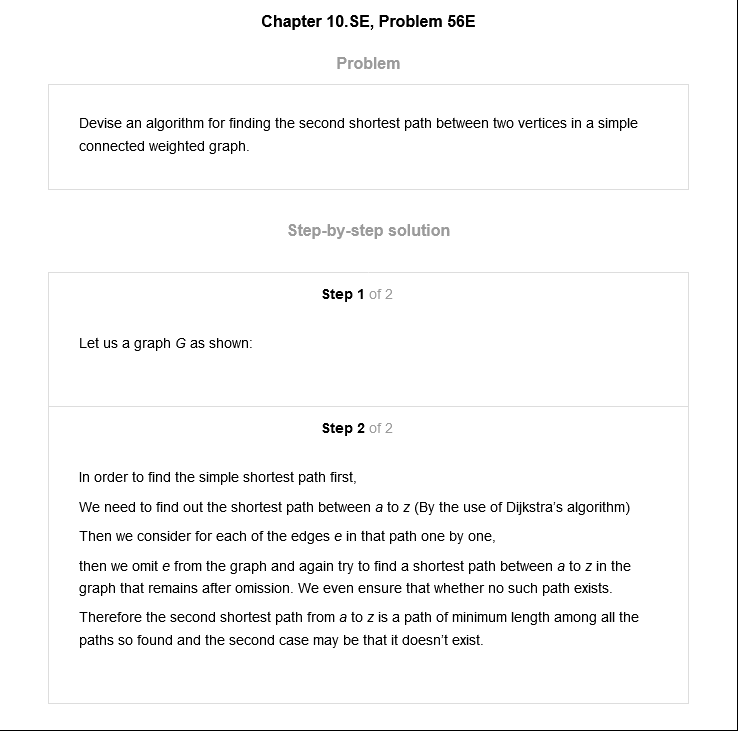 Chapter 10.SE, Problem 56E
Problem
Devise an algorithm for finding the second shortest path between two vertices in a simple
connected weighted graph.
Step-by-step solution
Step 1 of 2
Let us a graph G as shown:
Step 2 of 2
In order to find the simple shortest path first,
We need to find out the shortest path between a to z (By the use of Dijkstra's algorithm)
Then we consider for each of the edges e in that path one by one,
then we omit e from the graph and again try to find a shortest path between a to z in the
graph that remains after omission. We even ensure that whether no such path exists.
Therefore the second shortest path from a to z is a path of minimum length among all the
paths so found and the second case may be that it doesn't exist.